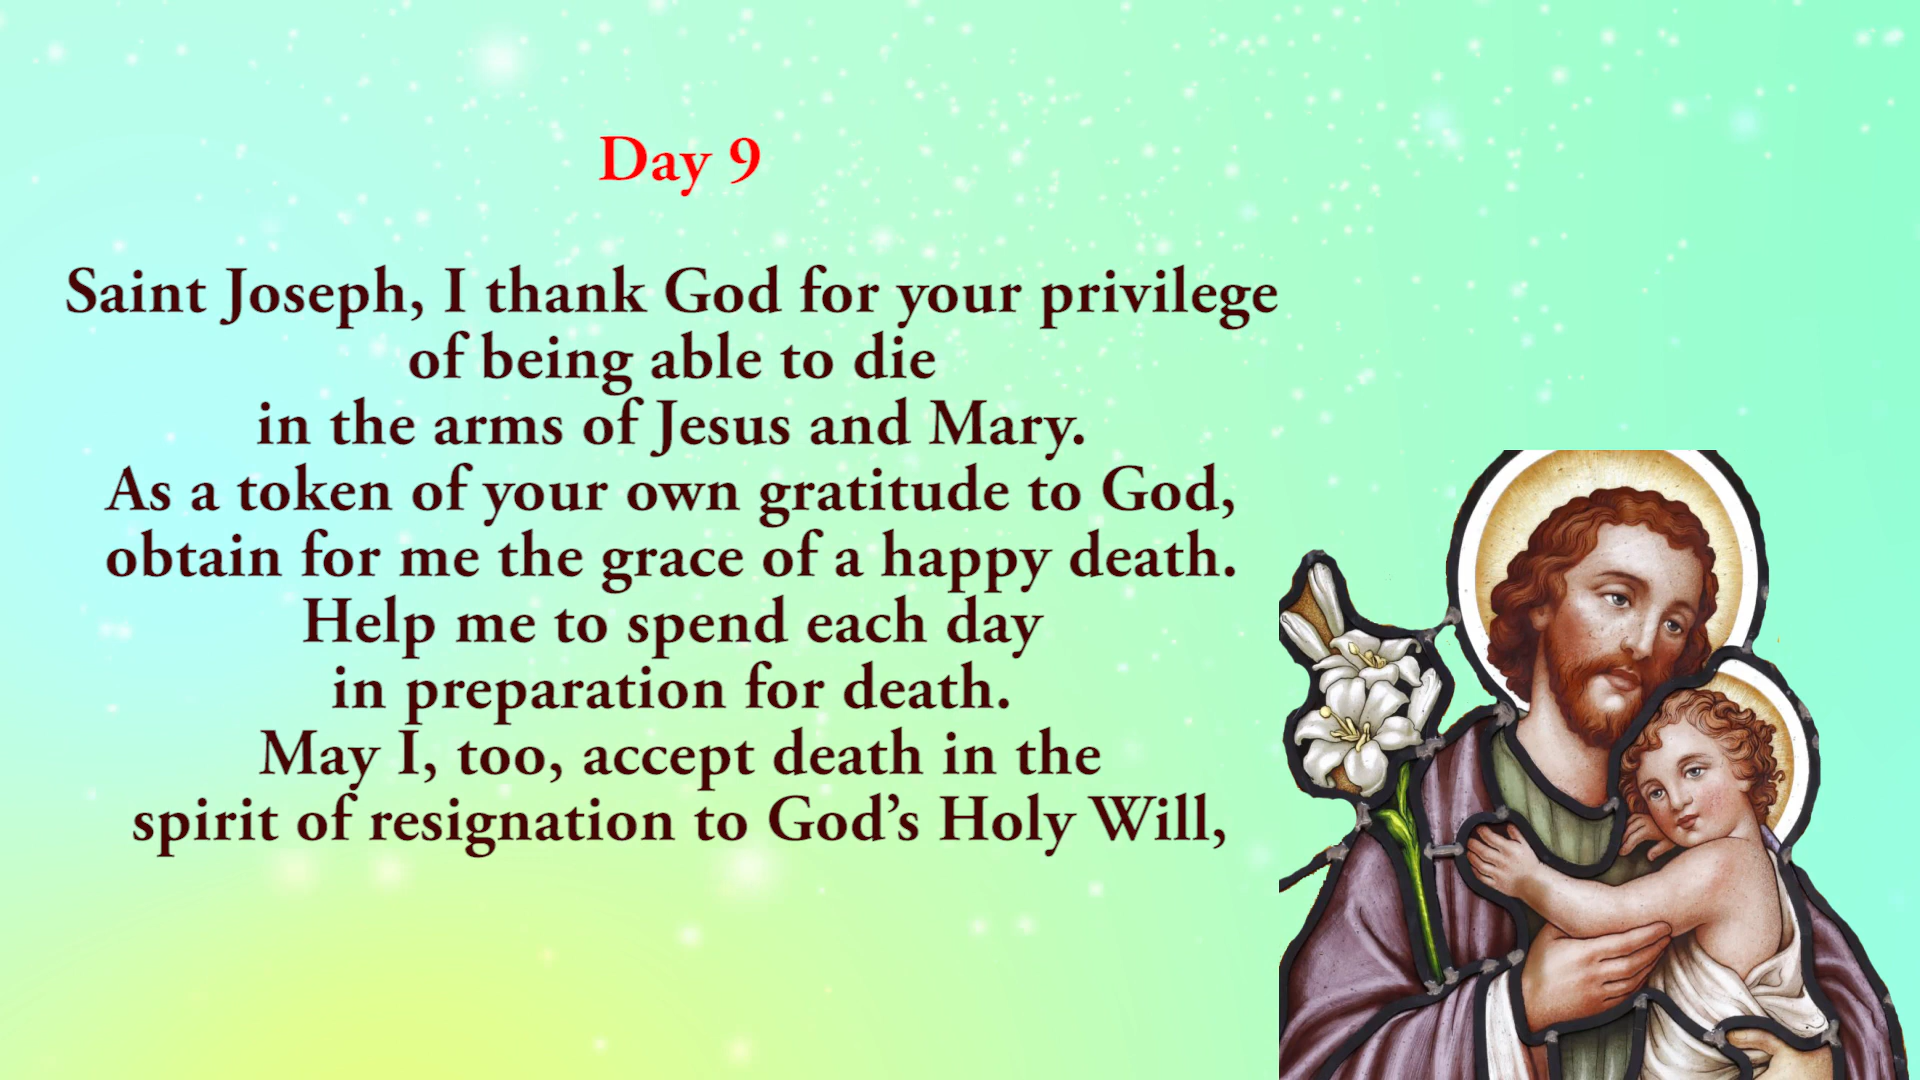 Day 9
Saint Joseph, I thank God for your privilege
of being able to die
in the arms of Jesus and Mary.
As a token of your own gratitude to God,
obtain for me the grace of a happy death.
Help me to spend each day
in preparation for death.
May I, too, accept death in the
spirit of resignation to God’s Holy Will,